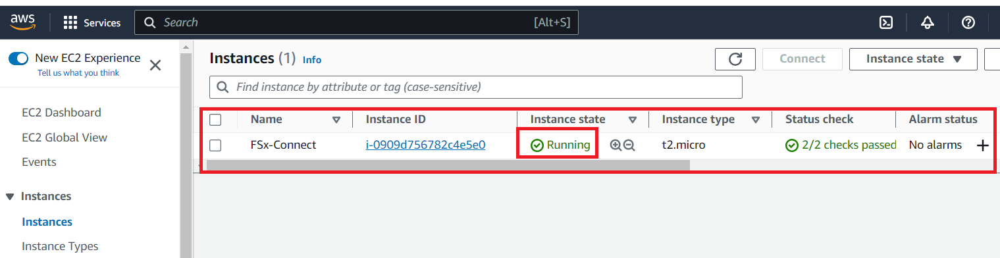 aws Services Search [Alt+S]
New EC2 Experience
Tell us what you think
EC2 Dashboard
EC2 Global View
Events
Instances
Instances
Instance Types
Instances (1) Info Connect Instance state
Find instance by attribute or tag (case-sensitive)
Name Instance ID Instance state Instance type Status check Alarm status
FSx-Connect i-0909d756782c4e5e0 Running t2.micro 2/2 checks passed No alarms